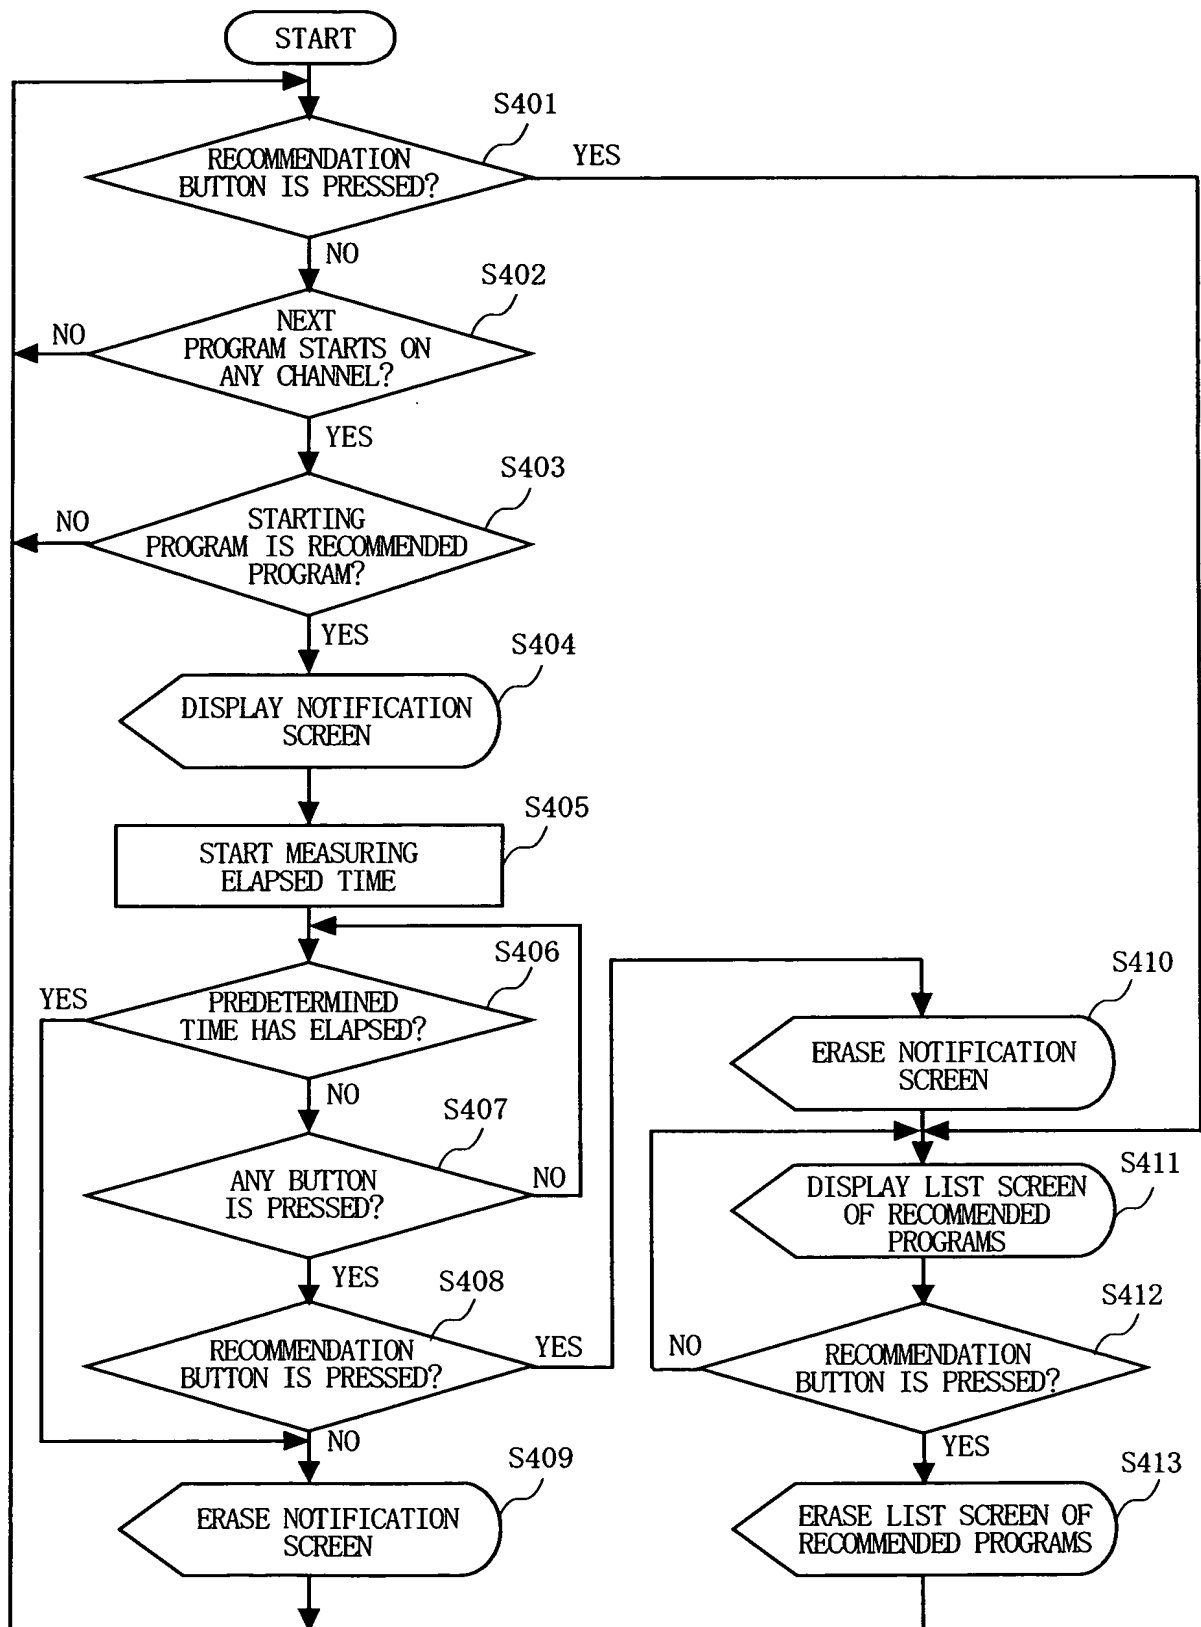 START
S401
RECOMMENDATION
BUTTON IS PRESSED?
YES
NO
S402
NEXT
PROGRAM STARTS ON
ANY CHANNEL?
NO
YES
S403
STARTING
PROGRAM IS RECOMMENDED
PROGRAM?
NO
YES
S404
DISPLAY NOTIFICATION
SCREEN
S405
START MEASURING
ELAPSED TIME
S406
PREDETERMINED
TIME HAS ELAPSED?
YES
NO
S407
ANY BUTTON
IS PRESSED?
NO
YES
S408
RECOMMENDATION
BUTTON IS PRESSED?
YES
NO
S409
ERASE NOTIFICATION
SCREEN
S410
ERASE NOTIFICATION
SCREEN
S411
DISPLAY LIST SCREEN
OF RECOMMENDED
PROGRAMS
S412
RECOMMENDATION
BUTTON IS PRESSED?
NO
YES
S413
ERASE LIST SCREEN OF
RECOMMENDED PROGRAMS